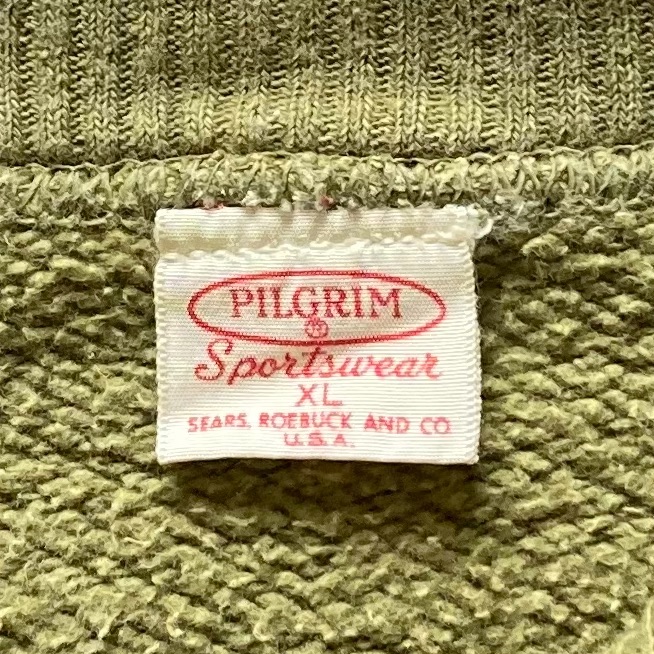 PILGRIM
®
Sportswear
XL
SEARS, ROEBUCK AND CO.
U.S.A.